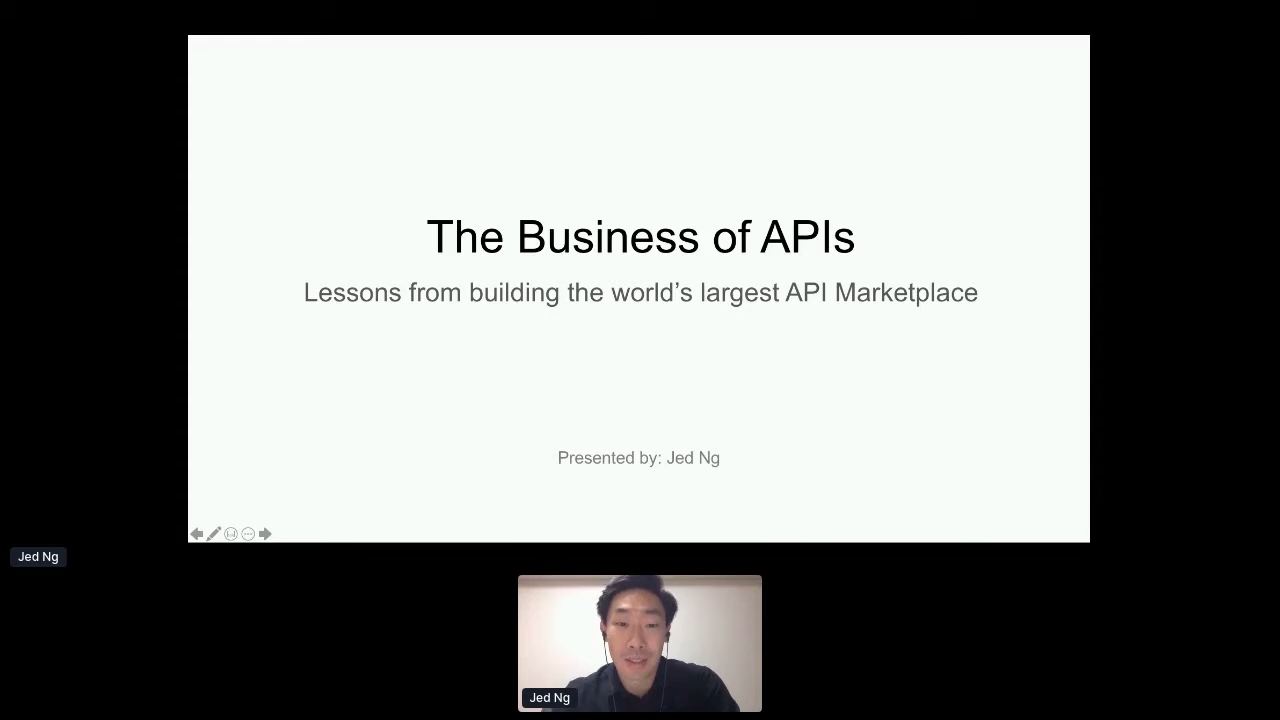 The Business of APIs
Lessons from building the world’s largest API Marketplace
Presented by: Jed Ng
Jed Ng
Jed Ng